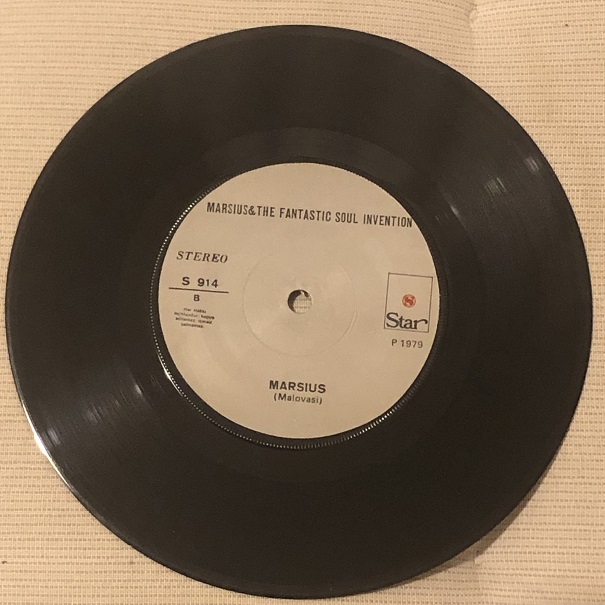 MARSIUS&THE FANTASTIC SOUL INVENTION
STEREO
S 914
B
Star
P 1979
MARSIUS
(Malovasi)